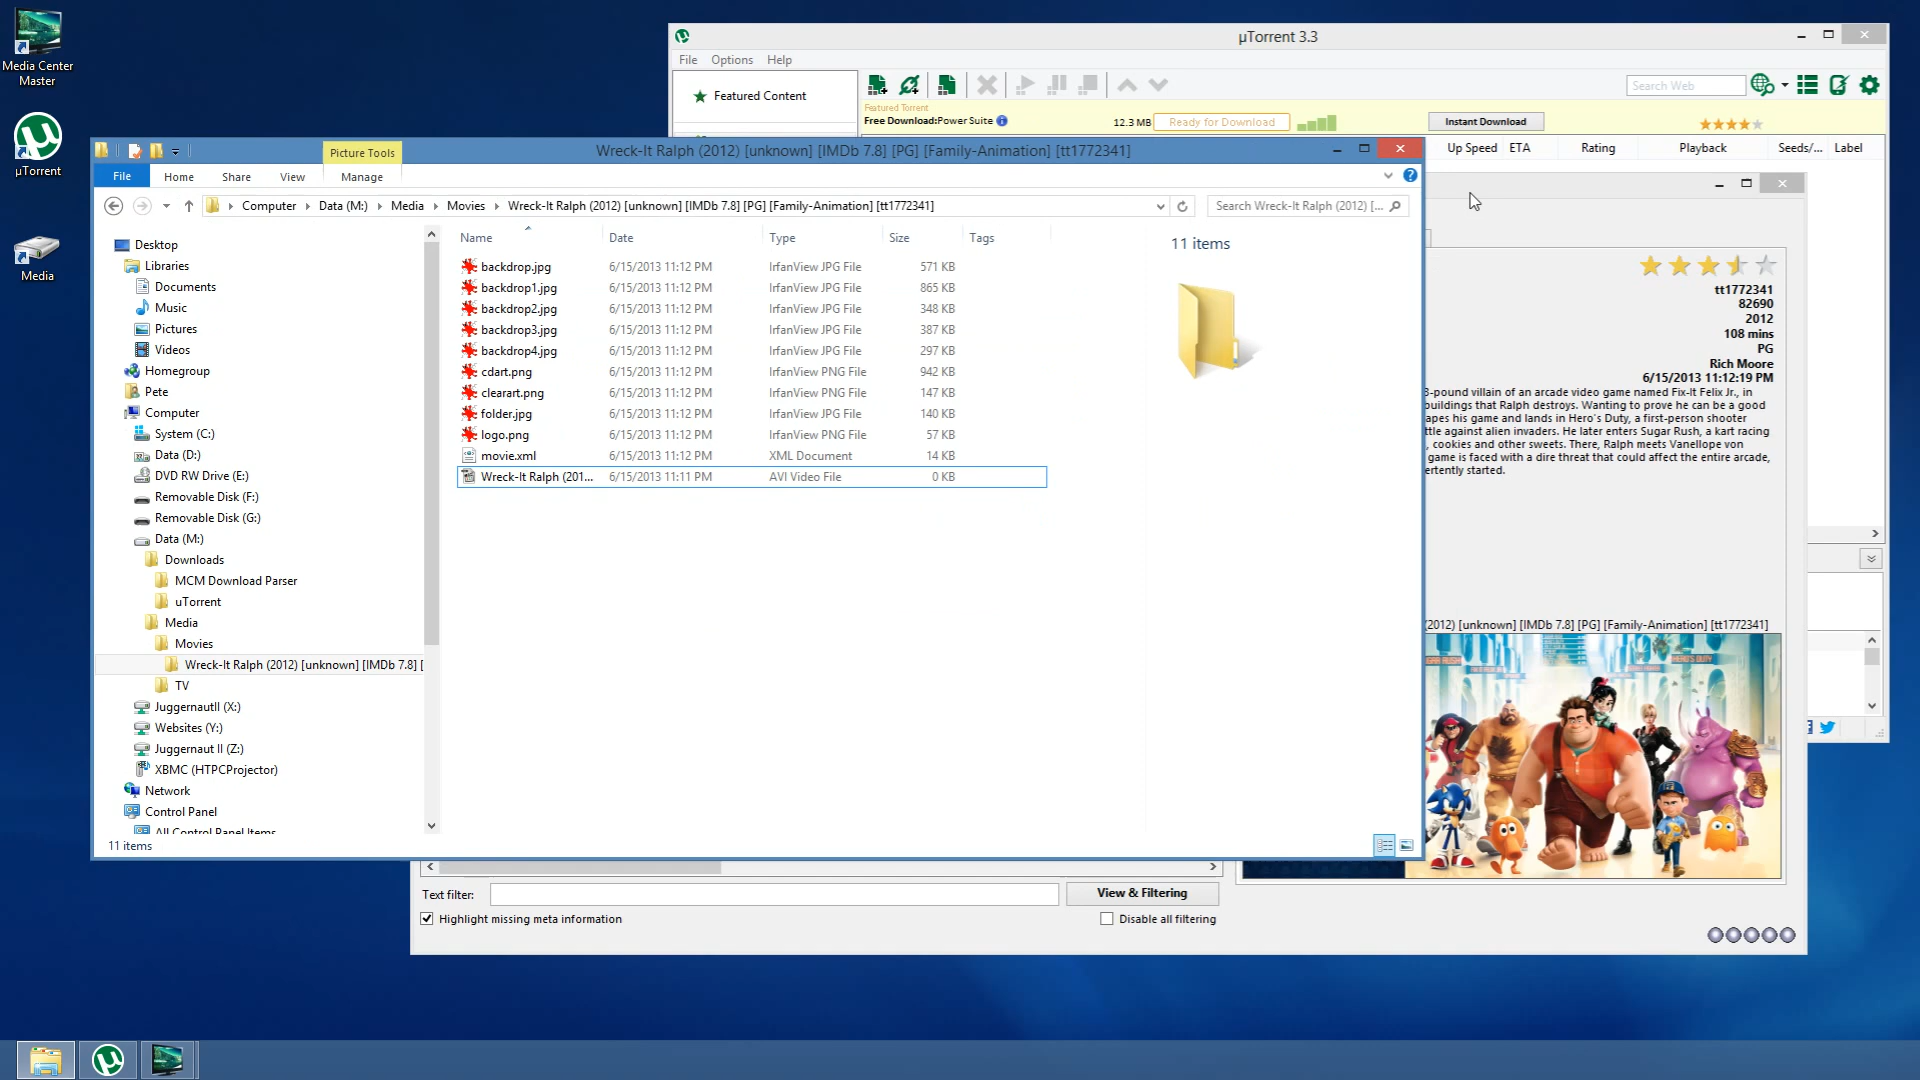 Media Center
Master
µTorrent
Media
µTorrent 3.3
File Options Help
Featured Content
Search Web
Featured Torrent
Free Download:Power Suite
12.3 MB
Ready for Download
Instant Download
Up Speed ETA Rating Playback Seeds/... Label
Picture Tools
Wreck-It Ralph (2012) [unknown] [IMDb 7.8] [PG] [Family-Animation] [tt1772341]
File Home Share View Manage
Computer Data (M:) Media Movies Wreck-It Ralph (2012) [unknown] [IMDb 7.8] [PG] [Family-Animation] [tt1772341]
Search Wreck-It Ralph (2012) [...
Desktop
Libraries
Documents
Music
Pictures
Videos
Homegroup
Pete
Computer
System (C:)
Data (D:)
DVD RW Drive (E:)
Removable Disk (F:)
Removable Disk (G:)
Data (M:)
Downloads
MCM Download Parser
uTorrent
Media
Movies
Wreck-It Ralph (2012) [unknown] [IMDb 7.8] [
TV
JuggernautII (X:)
Websites (Y:)
Juggernaut II (Z:)
XBMC (HTPCProjector)
Network
Control Panel
All Control Panel Items
11 items
Name Date Type Size Tags
backdrop.jpg 6/15/2013 11:12 PM IrfanView JPG File 571 KB
backdrop1.jpg 6/15/2013 11:12 PM IrfanView JPG File 865 KB
backdrop2.jpg 6/15/2013 11:12 PM IrfanView JPG File 348 KB
backdrop3.jpg 6/15/2013 11:12 PM IrfanView JPG File 387 KB
backdrop4.jpg 6/15/2013 11:12 PM IrfanView JPG File 297 KB
cdart.png 6/15/2013 11:12 PM IrfanView PNG File 942 KB
clearart.png 6/15/2013 11:12 PM IrfanView PNG File 147 KB
folder.jpg 6/15/2013 11:12 PM IrfanView JPG File 140 KB
logo.png 6/15/2013 11:12 PM IrfanView PNG File 57 KB
movie.xml 6/15/2013 11:12 PM XML Document 14 KB
Wreck-It Ralph (201... 6/15/2013 11:11 PM AVI Video File 0 KB
11 items
tt1772341
82690
2012
108 mins
PG
Rich Moore
6/15/2013 11:12:19 PM
-pound villain of an arcade video game named Fix-It Felix Jr., in
buildings that Ralph destroys. Wanting to prove he can be a good
apes his game and lands in Hero's Duty, a first-person shooter
ttle against alien invaders. He later enters Sugar Rush, a kart racing
, cookies and other sweets. There, Ralph meets Vanellope von
game is faced with a dire threat that could affect the entire arcade,
ertently started.
(2012) [unknown] [IMDb 7.8] [PG] [Family-Animation] [tt1772341]
HERO'S DUTY
Text filter:
View & Filtering
Highlight missing meta information
Disable all filtering